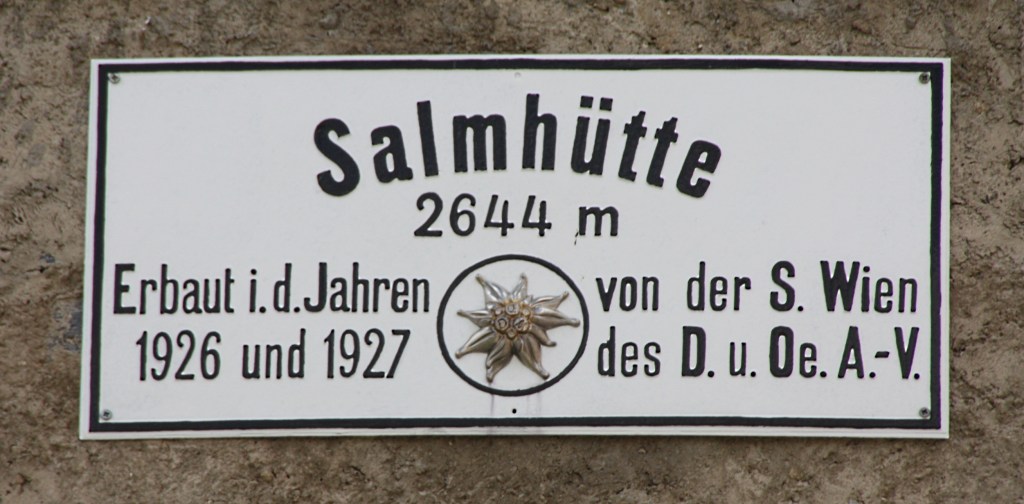 Salmhütte
2644 m
Erbaut i. d. Jahren
1926 und 1927
von der S. Wien
des D. u. Oe. A.-V.